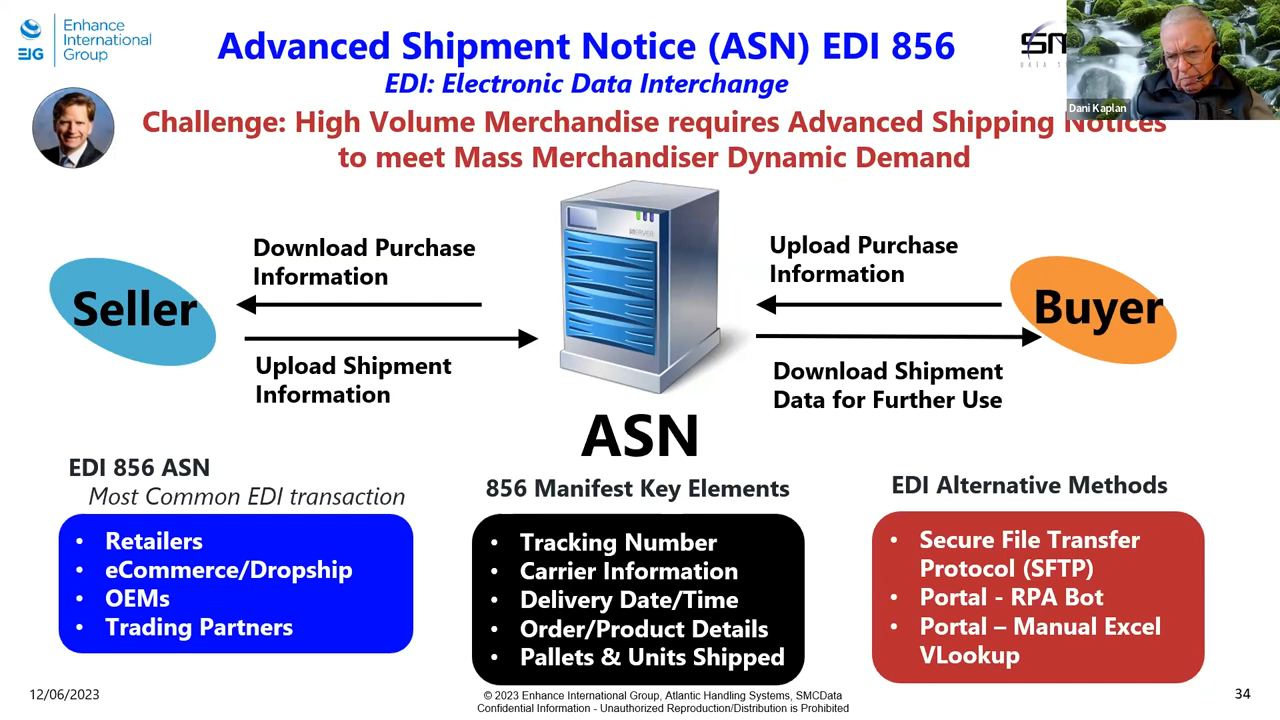 Enhance
International
Group
EIG
Advanced Shipment Notice (ASN) EDI 856
EDI: Electronic Data Interchange
Dani Kaplan
Challenge: High Volume Merchandise requires Advanced Shipping Notices
to meet Mass Merchandiser Dynamic Demand
Download Purchase
Information
Upload Purchase
Information
SERVER
Seller
Buyer
Upload Shipment
Information
Download Shipment
Data for Further Use
ASN
EDI 856 ASN
Most Common EDI transaction
• Retailers
• eCommerce/Dropship
• OEMs
• Trading Partners
856 Manifest Key Elements
• Tracking Number
• Carrier Information
• Delivery Date/Time
• Order/Product Details
• Pallets & Units Shipped
EDI Alternative Methods
• Secure File Transfer
Protocol (SFTP)
• Portal - RPA Bot
• Portal – Manual Excel
VLookup
12/06/2023
© 2023 Enhance International Group, Atlantic Handling Systems, SMCData
Confidential Information - Unauthorized Reproduction/Distribution is Prohibited
34